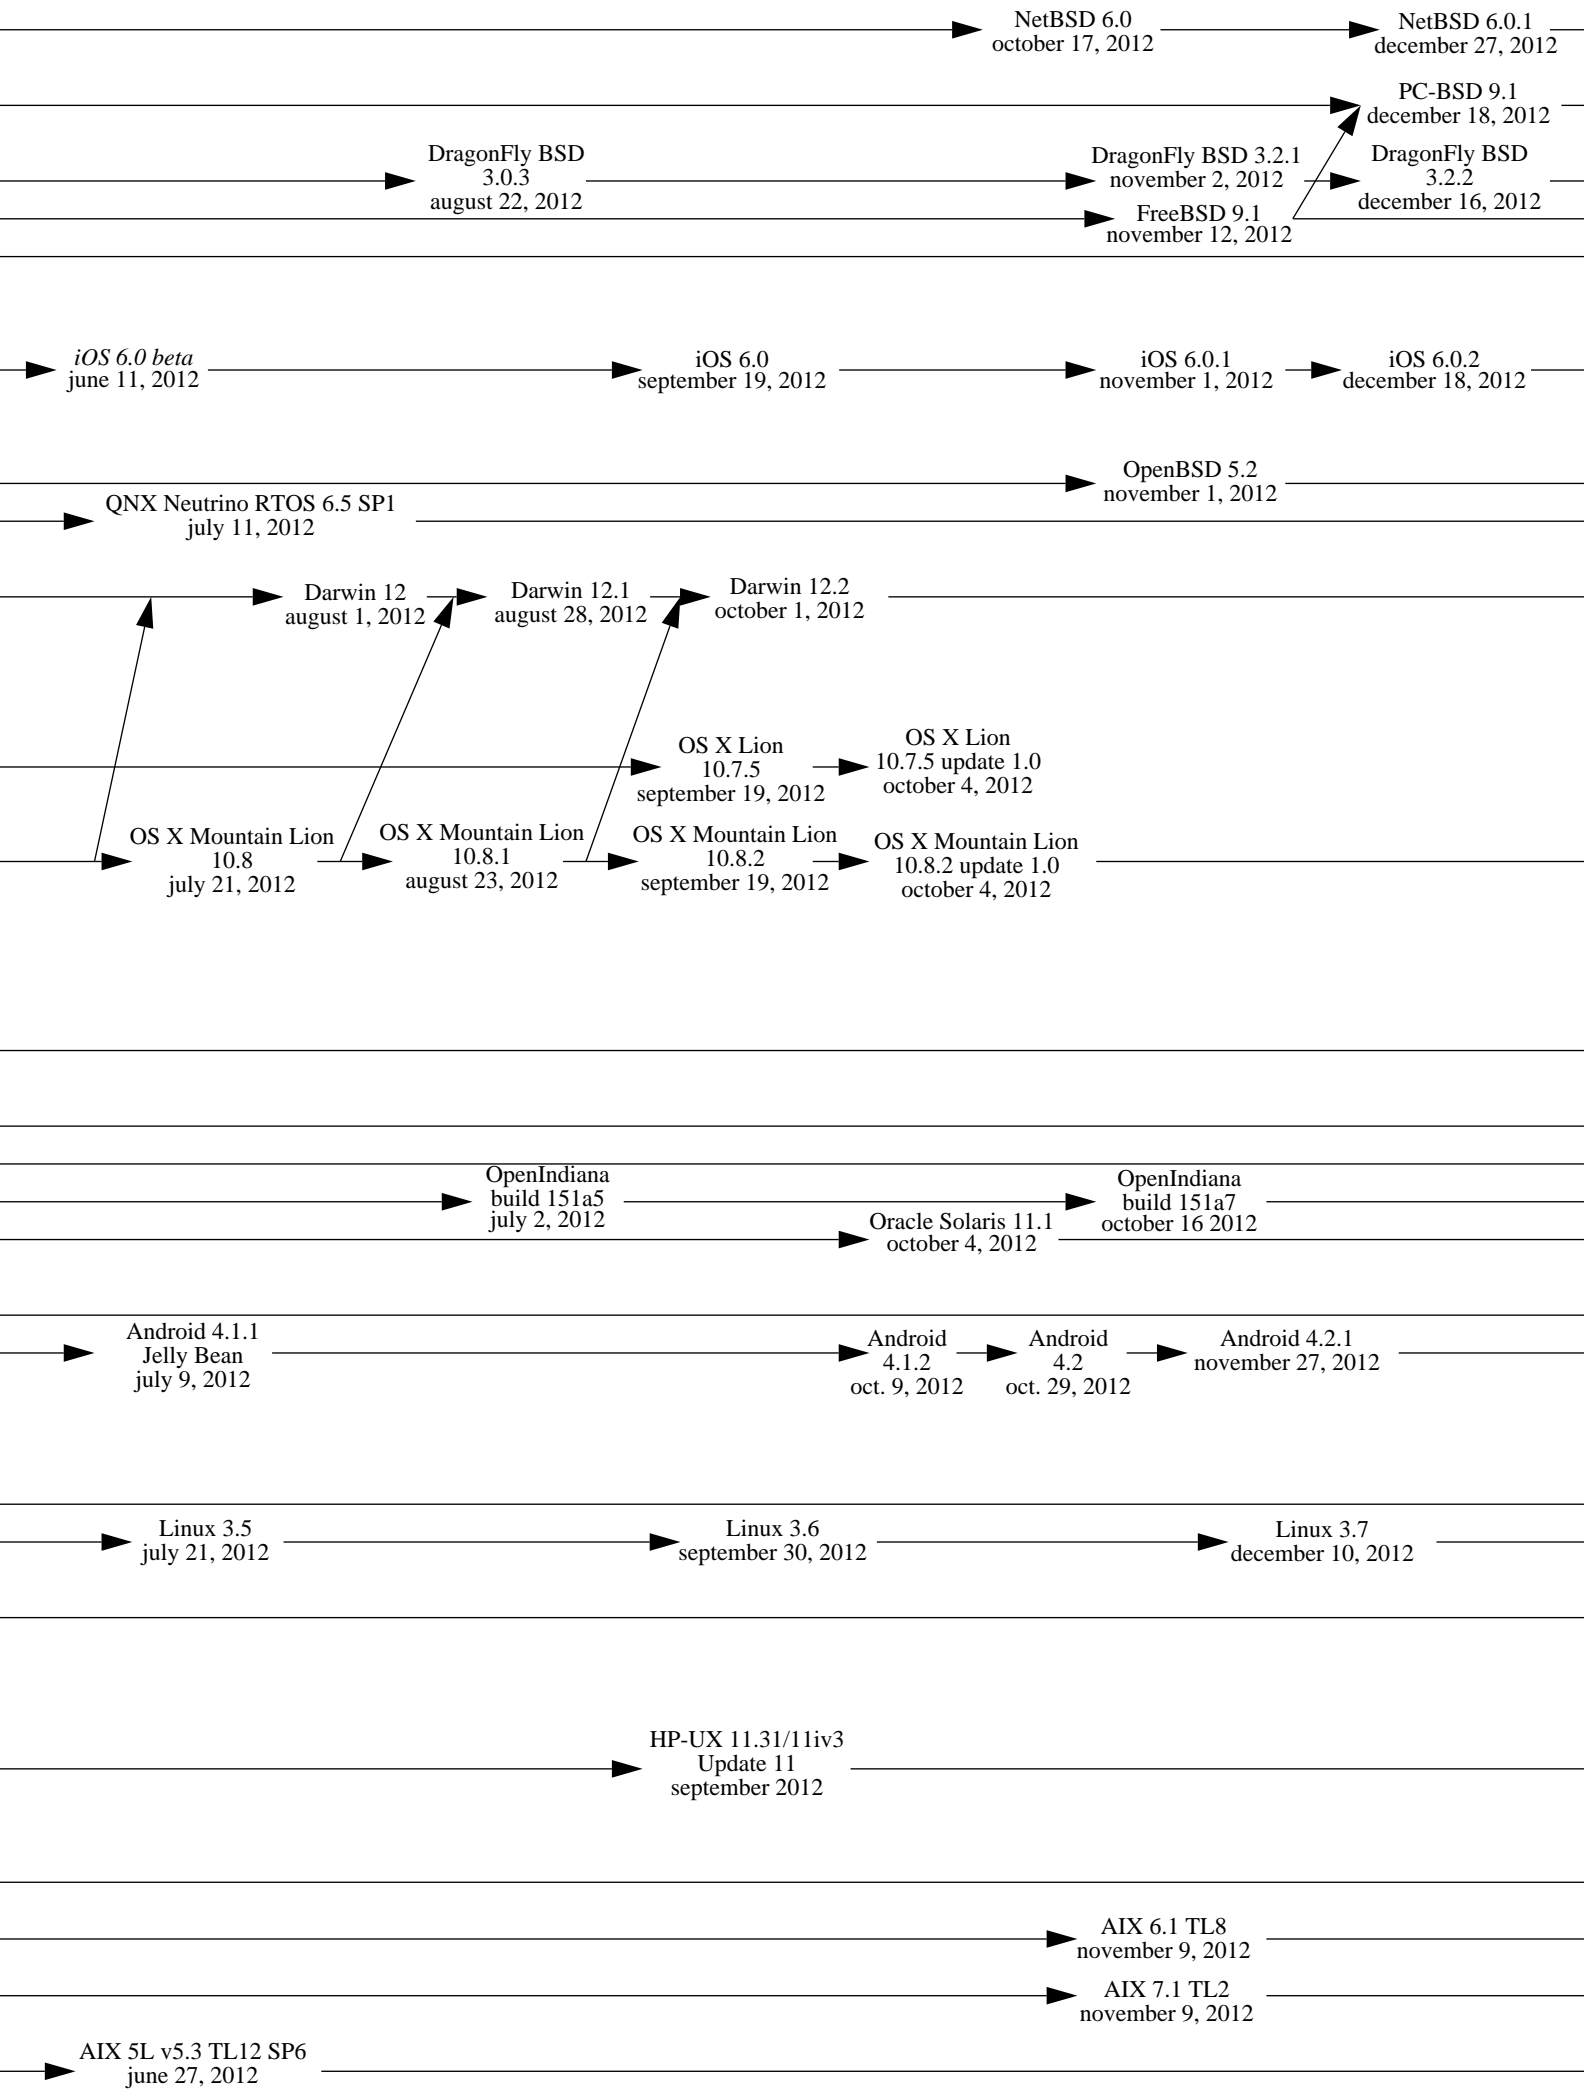 NetBSD 6.0
october 17, 2012
NetBSD 6.0.1
december 27, 2012
PC-BSD 9.1
december 18, 2012
DragonFly BSD
3.0.3
august 22, 2012
DragonFly BSD 3.2.1
november 2, 2012
DragonFly BSD
3.2.2
december 16, 2012
FreeBSD 9.1
november 12, 2012
iOS 6.0 beta
june 11, 2012
iOS 6.0
september 19, 2012
iOS 6.0.1
november 1, 2012
iOS 6.0.2
december 18, 2012
OpenBSD 5.2
november 1, 2012
QNX Neutrino RTOS 6.5 SP1
july 11, 2012
Darwin 12
august 1, 2012
Darwin 12.1
august 28, 2012
Darwin 12.2
october 1, 2012
OS X Lion
10.7.5
september 19, 2012
OS X Lion
10.7.5 update 1.0
october 4, 2012
OS X Mountain Lion
10.8
july 21, 2012
OS X Mountain Lion
10.8.1
august 23, 2012
OS X Mountain Lion
10.8.2
september 19, 2012
OS X Mountain Lion
10.8.2 update 1.0
october 4, 2012
OpenIndiana
build 151a5
july 2, 2012
OpenIndiana
build 151a7
october 16 2012
Oracle Solaris 11.1
october 4, 2012
Android 4.1.1
Jelly Bean
july 9, 2012
Android
4.1.2
oct. 9, 2012
Android
4.2
oct. 29, 2012
Android 4.2.1
november 27, 2012
Linux 3.5
july 21, 2012
Linux 3.6
september 30, 2012
Linux 3.7
december 10, 2012
HP-UX 11.31/11iv3
Update 11
september 2012
AIX 6.1 TL8
november 9, 2012
AIX 7.1 TL2
november 9, 2012
AIX 5L v5.3 TL12 SP6
june 27, 2012